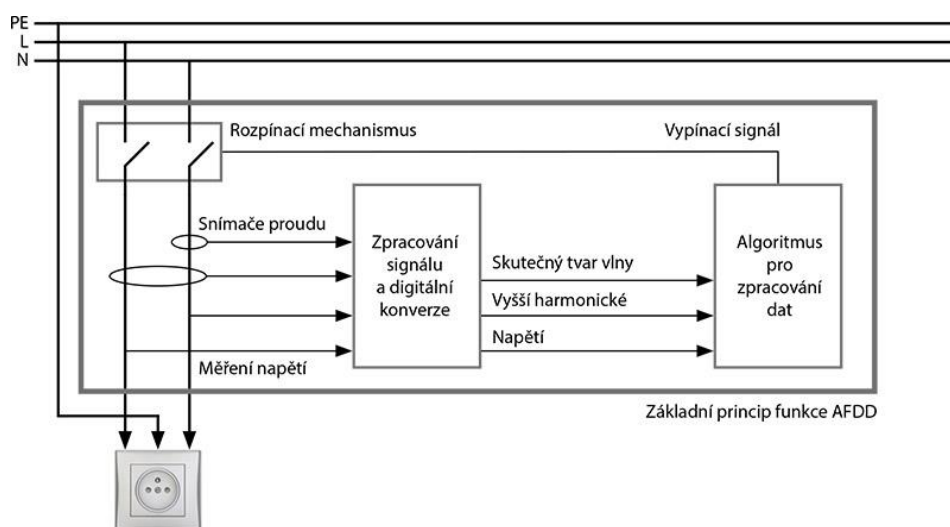 PE
L
N
Rozpínací mechanismus
Vypínací signál
Snímače proudu
Zpracování
signálu
a digitální
konverze
Skutečný tvar vlny
Vyšší harmonické
Napětí
Algoritmus
pro
zpracování
dat
Měření napětí
Základní princip funkce AFDD